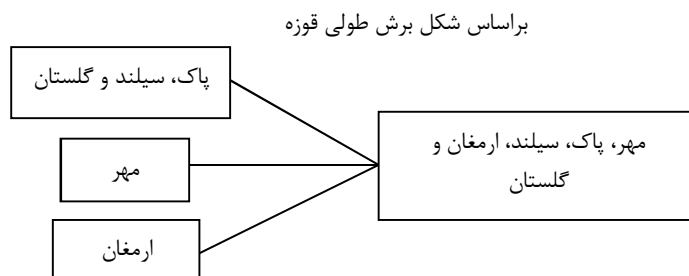 براساس شکل برش طولی قوزه
پاک، سیلند و گلستان
مهر، پاک، سیلند، ارمغان و
گلستان
مهر
ارمغان